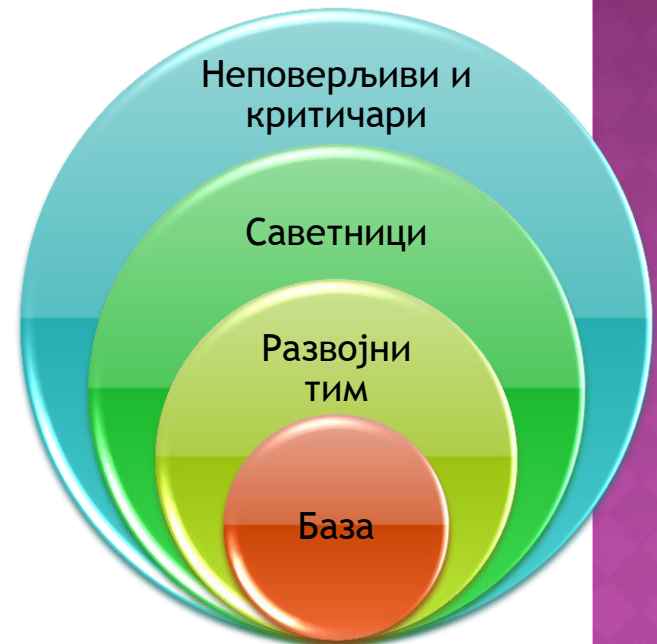 Неповерљиви и
критичари
Саветници
Развојни
тим
База